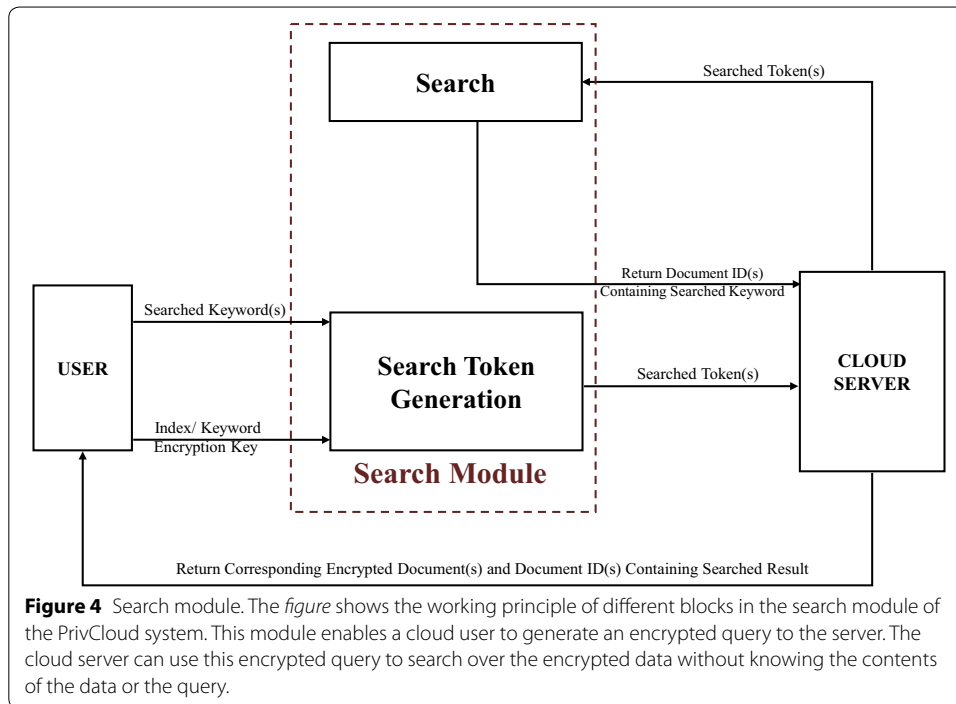 Search
Searched Token(s)
Return Document ID(s)
Containing Searched Keyword
USER
Searched Keyword(s)
Index/ Keyword
Encryption Key
Search Token
Generation
Searched Token(s)
CLOUD
SERVER
Search Module
Return Corresponding Encrypted Document(s) and Document ID(s) Containing Searched Result
Figure 4 Search module. The figure shows the working principle of different blocks in the search module of
the PrivCloud system. This module enables a cloud user to generate an encrypted query to the server. The
cloud server can use this encrypted query to search over the encrypted data without knowing the contents
of the data or the query.